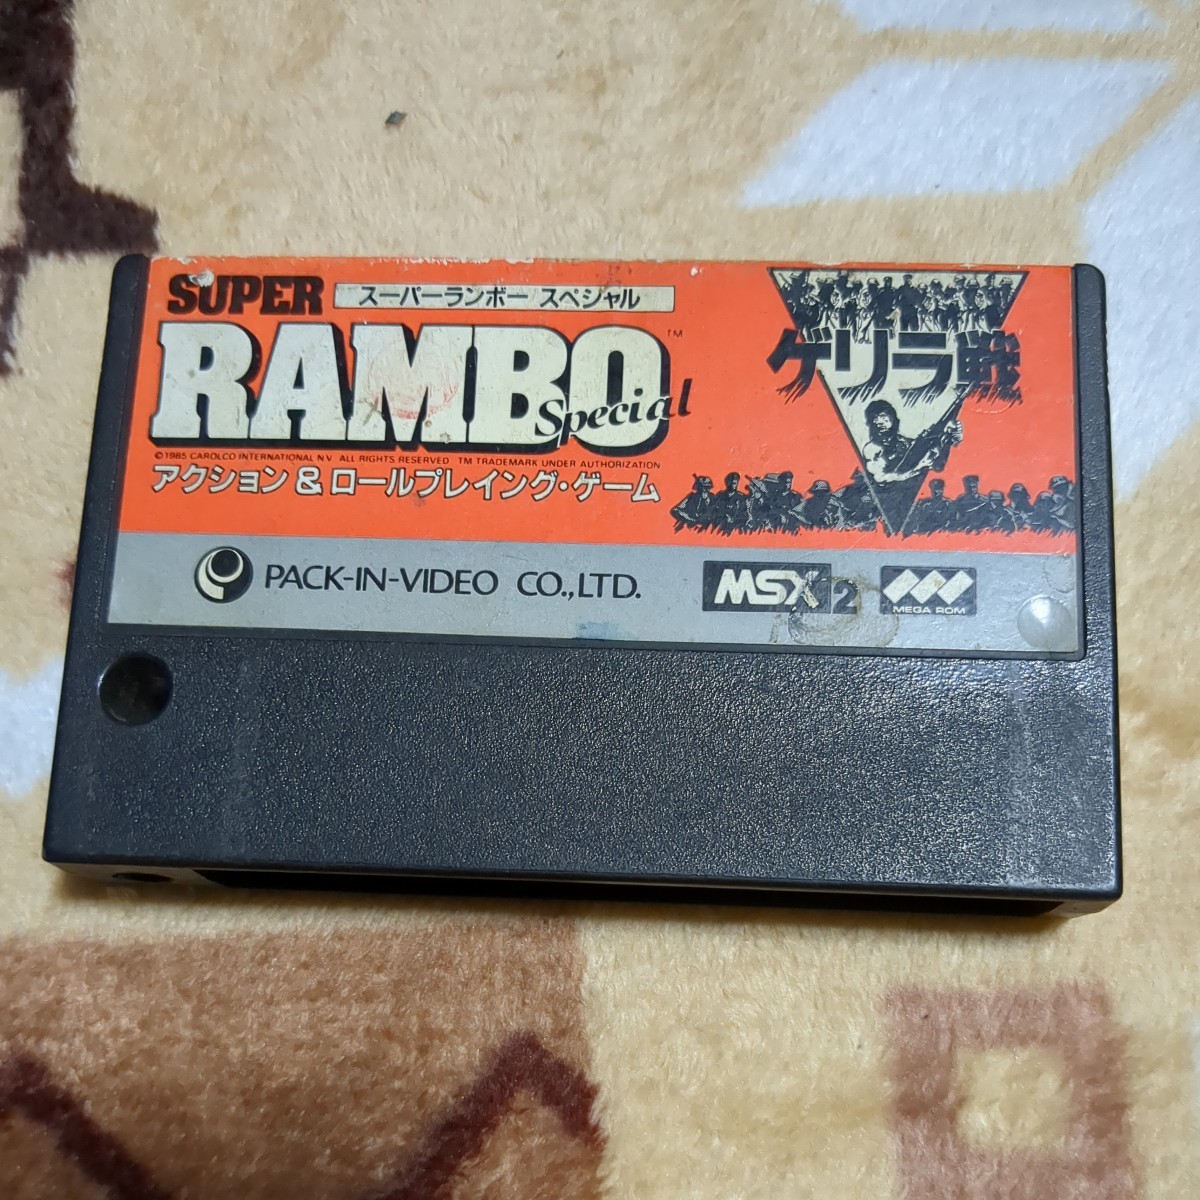 SUPER スーパーランボー スペシャル
RAMBO TM
Special
©1985 CAROLCO INTERNATIONAL N.V. ALL RIGHTS RESERVED TM TRADEMARK UNDER AUTHORIZATION
アクション&ロールプレイング・ゲーム
ゲリラ戦
PACK-IN-VIDEO CO.,LTD.
MSX 2
MEGA ROM